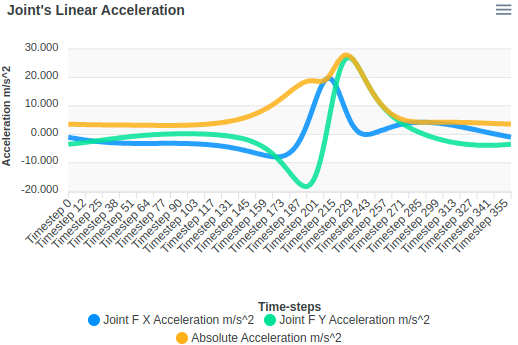 Joint's Linear Acceleration
Acceleration m/s^2
30.000
20.000
10.000
0.000
-10.000
-20.000
Timestep 0
Timestep 12
Timestep 25
Timestep 38
Timestep 51
Timestep 64
Timestep 77
Timestep 90
Timestep 103
Timestep 117
Timestep 131
Timestep 145
Timestep 159
Timestep 173
Timestep 187
Timestep 201
Timestep 215
Timestep 229
Timestep 243
Timestep 257
Timestep 271
Timestep 285
Timestep 299
Timestep 313
Timestep 327
Timestep 341
Timestep 355
Time-steps
Joint F X Acceleration m/s^2 Joint F Y Acceleration m/s^2
Absolute Acceleration m/s^2